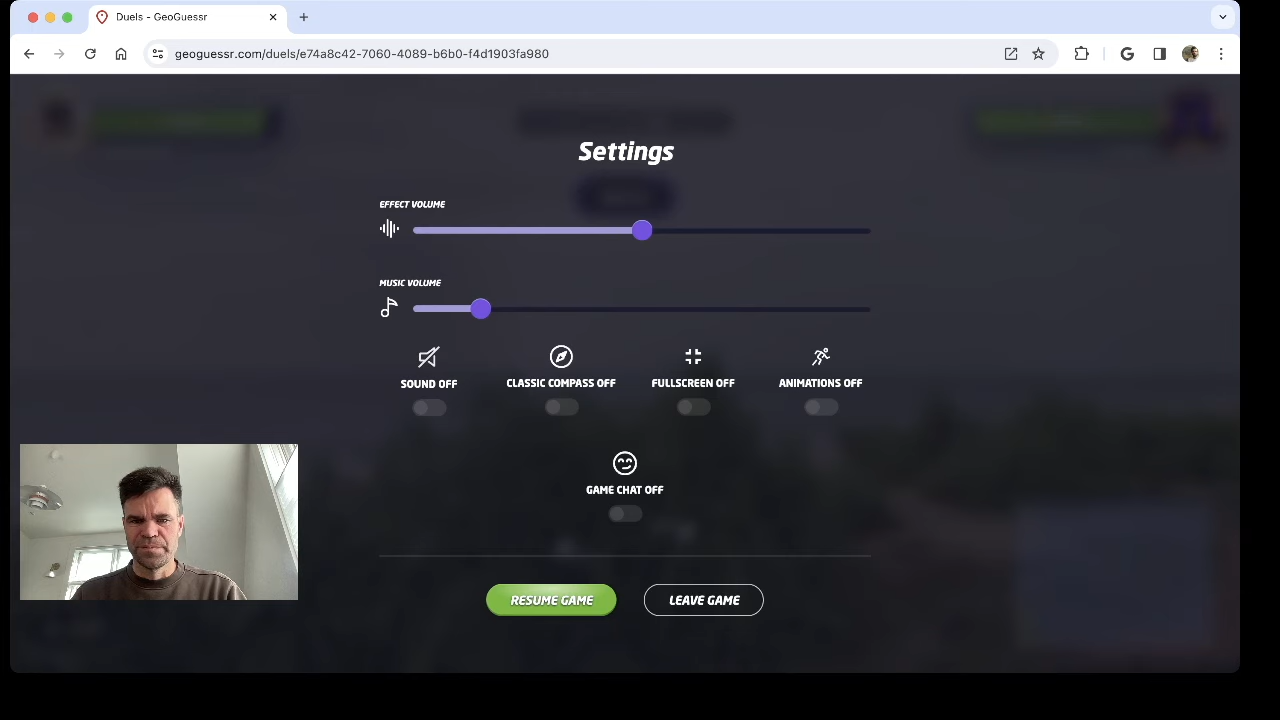 Duels - GeoGuessr
geoguessr.com/duels/e74a8c42-7060-4089-b6b0-f4d1903fa980
Settings
EFFECT VOLUME
MUSIC VOLUME
SOUND OFF
CLASSIC COMPASS OFF
FULLSCREEN OFF
ANIMATIONS OFF
GAME CHAT OFF
RESUME GAME
LEAVE GAME